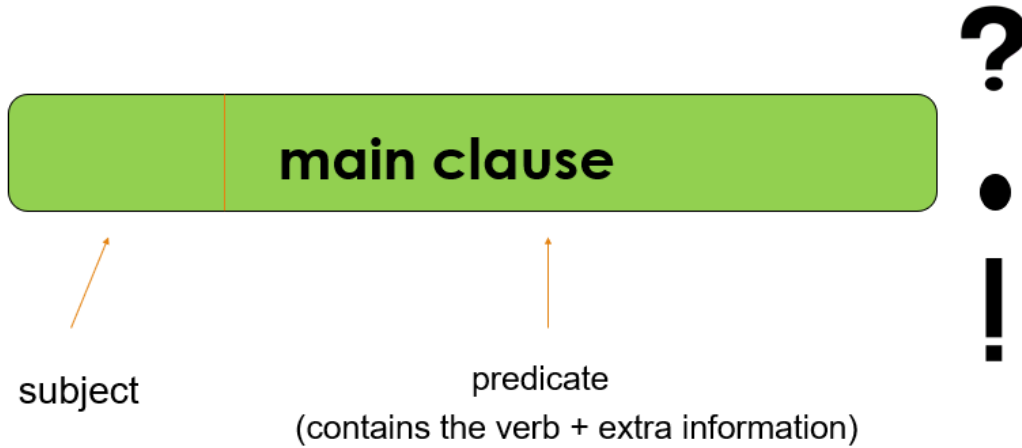 ?
main clause
.
!
subject
predicate
(contains the verb + extra information)